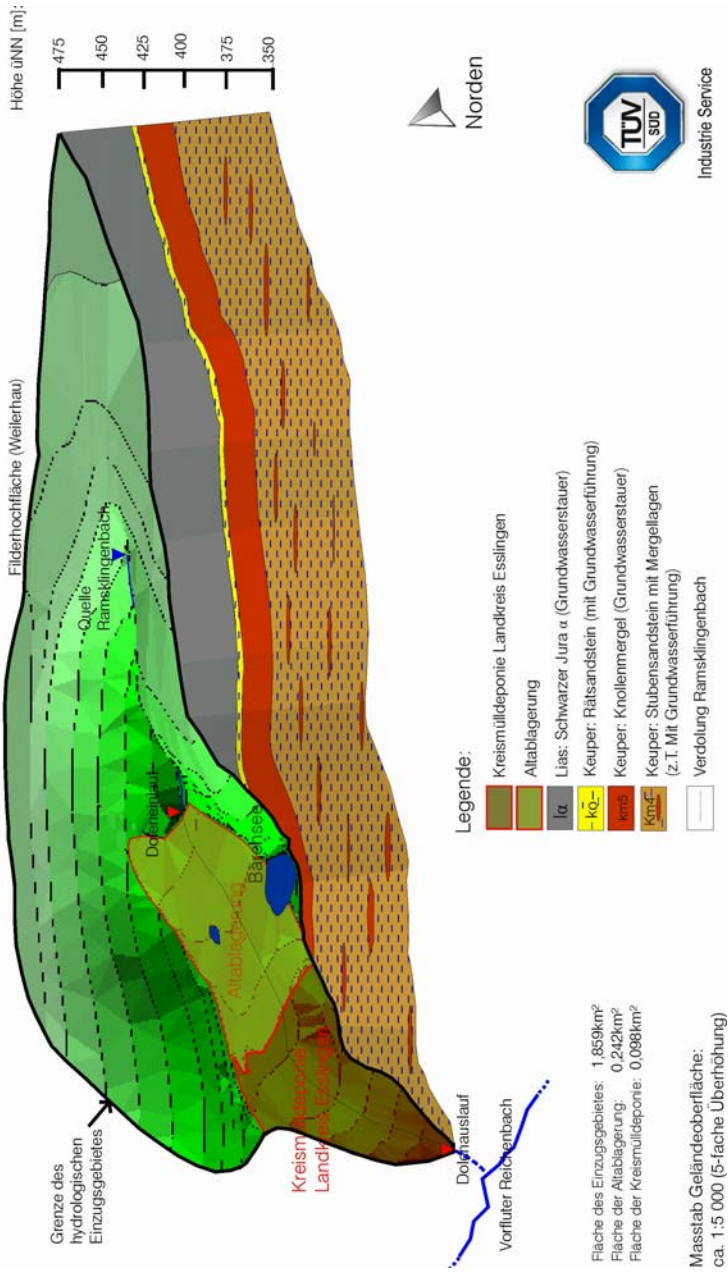 Höhe üNN [m]:
475
450
425
400
375
350
Norden
TÜV
SÜD
Industrie Service
Filderhochfläche (Weilerhau)
Quelle
Ramsklingenbach
Doleneinlauf
Bärensee
Altablagerung
Grenze des
hydrologischen
Einzugsgebietes
Kreismülldeponie
Landkreis Esslingen
Dolenauslauf
Vorfluter Reichenbach
Legende:
Kreismülldeponie Landkreis Esslingen
Altablagerung
lα Lias: Schwarzer Jura α (Grundwasserstauer)
ko Keuper: Rätsandstein (mit Grundwasserführung)
km5 Keuper: Knollenmergel (Grundwasserstauer)
Km4 Keuper: Stubensandstein mit Mergellagen
(z.T. Mit Grundwasserführung)
Verdolung Ramsklingenbach
Fläche des Einzugsgebietes: 1,859km²
Fläche der Altablagerung: 0,242km²
Fläche der Kreismülldeponie: 0,098km²
Masstab Geländeoberfläche:
ca. 1:5 000 (5-fache Überhöhung)